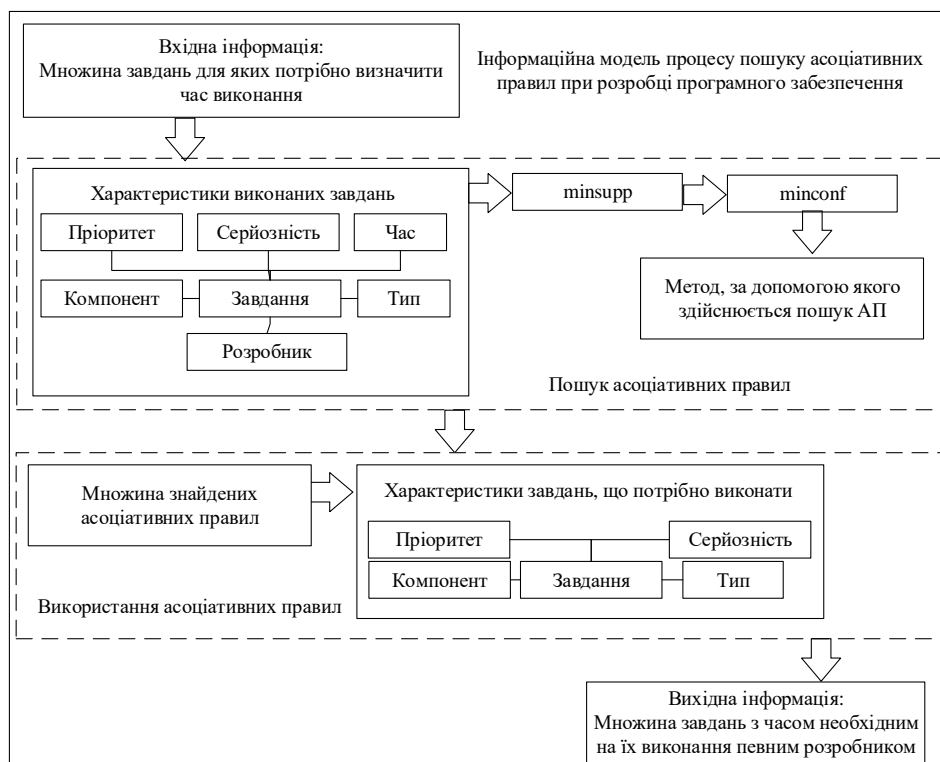 Вхідна інформація:
Множина завдань для яких потрібно визначити
час виконання
Інформаційна модель процесу пошуку асоціативних
правил при розробці програмного забезпечення
Характеристики виконаних завдань
Пріоритет
Серйозність
Час
Компонент
Завдання
Тип
Розробник
minsupp
minconf
Метод, за допомогою якого
здійснюється пошук АП
Пошук асоціативних правил
Множина знайдених
асоціативних правил
Характеристики завдань, що потрібно виконати
Пріоритет
Серйозність
Компонент
Завдання
Тип
Використання асоціативних правил
Вихідна інформація:
Множина завдань з часом необхідним
на їх виконання певним розробником